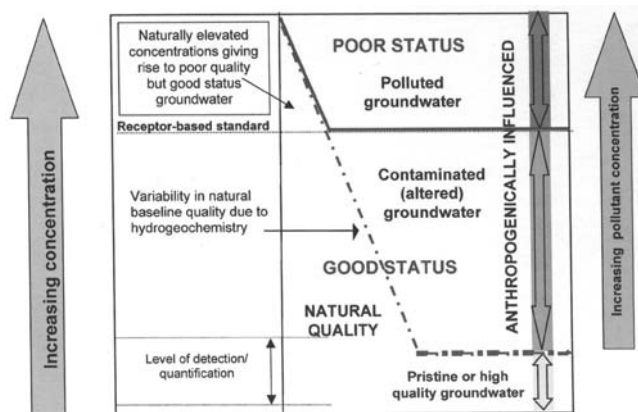 Increasing concentration
Naturally elevated
concentrations giving
rise to poor quality
but good status
groundwater
Receptor-based standard
Variability in natural
baseline quality due to
hydrogeochemistry
Level of detection/
quantification
POOR STATUS
Polluted
groundwater
Contaminated
(altered)
groundwater
GOOD STATUS
NATURAL
QUALITY
Pristine or high
quality groundwater
ANTHROPOGENICALLY INFLUENCED
Increasing pollutant concentration